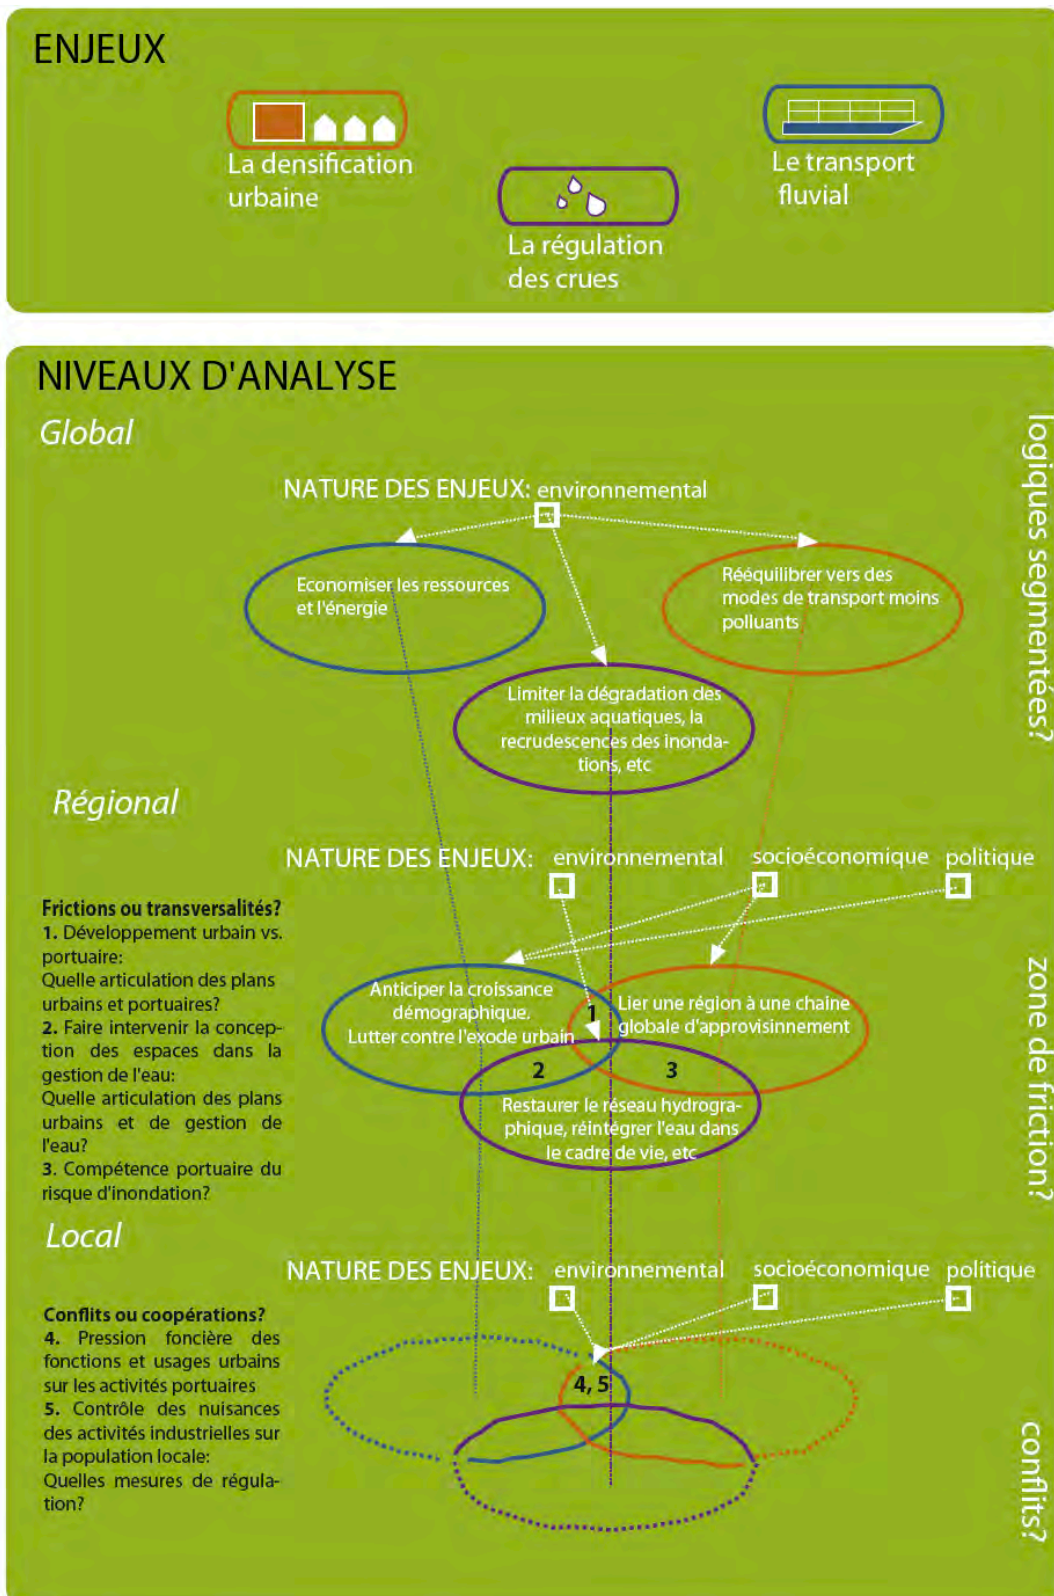 ENJEUX
La densification
urbaine
La régulation
des crues
Le transport
fluvial
NIVEAUX D'ANALYSE
Global
NATURE DES ENJEUX: environnemental
Economiser les ressources
et l'énergie
Rééquilibrer vers des
modes de transport moins
polluants
Limiter la dégradation des
milieux aquatiques, la
recrudescences des inonda-
tions, etc
logiques segmentées?
Régional
NATURE DES ENJEUX: environnemental socioéconomique politique
Frictions ou transversalités?
1. Développement urbain vs.
portuaire:
Quelle articulation des plans
urbains et portuaires?
2. Faire intervenir la concep-
tion des espaces dans la
gestion de l'eau:
Quelle articulation des plans
urbains et de gestion de
l'eau?
3. Compétence portuaire du
risque d'inondation?
Anticiper la croissance
démographique.
Lutter contre l'exode urbain
1
Lier une région à une chaine
globale d'approvisinnement
2
3
Restaurer le réseau hydrogra-
phique, réintégrer l'eau dans
le cadre de vie, etc
zone de friction?
Local
NATURE DES ENJEUX: environnemental socioéconomique politique
Conflits ou coopérations?
4. Pression foncière des
fonctions et usages urbains
sur les activités portuaires
5. Contrôle des nuisances
des activités industrielles sur
la population locale:
Quelles mesures de régula-
tion?
4, 5
conflits?